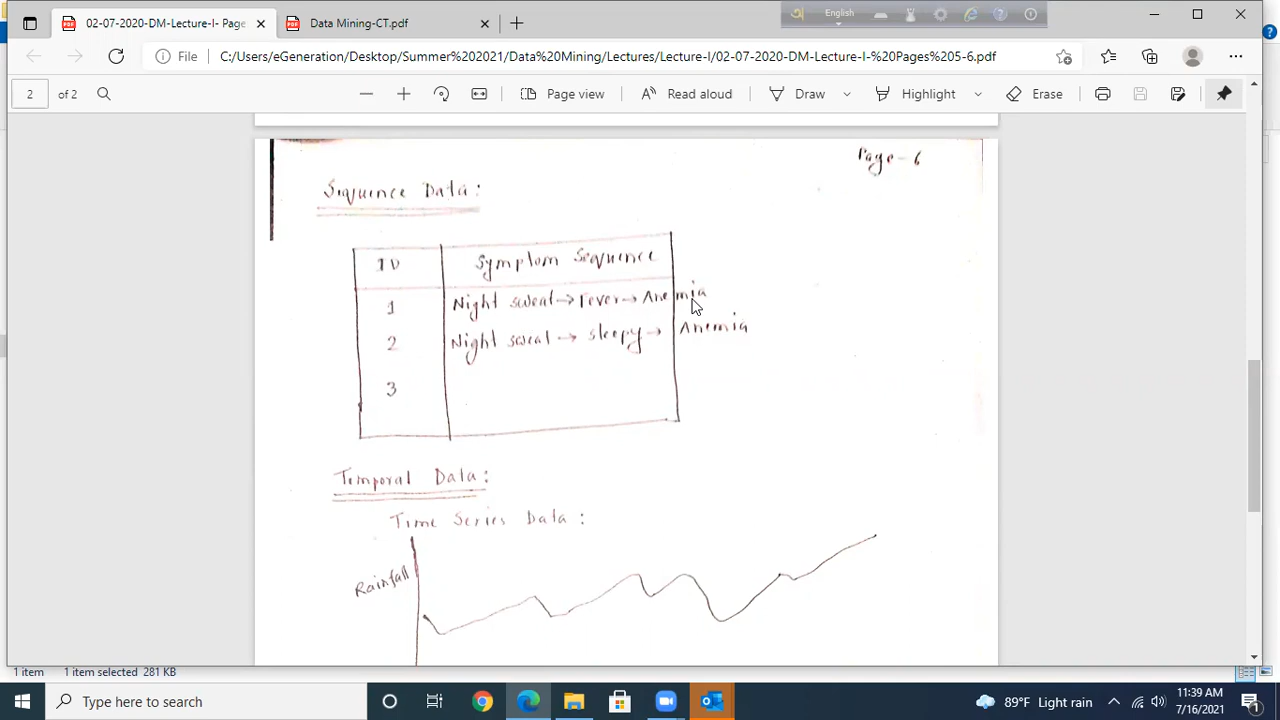 02-07-2020-DM-Lecture-I- Page
Data Mining-CT.pdf
English
File
C:/Users/eGeneration/Desktop/Summer%202021/Data%20Mining/Lectures/Lecture-I/02-07-2020-DM-Lecture-I-%20Pages%205-6.pdf
2 of 2
Page view
Read aloud
Draw
Highlight
Erase
Page-6
Sequence Data:
ID Symptom Sequence
1 Night sweat→Fever→Anemia
2 Night sweat→sleepy→Anemia
3
Temporal Data:
Time Series Data:
Rainfall
1 item 1 item selected 281 KB
Type here to search
89°F Light rain
11:39 AM
7/16/2021
1